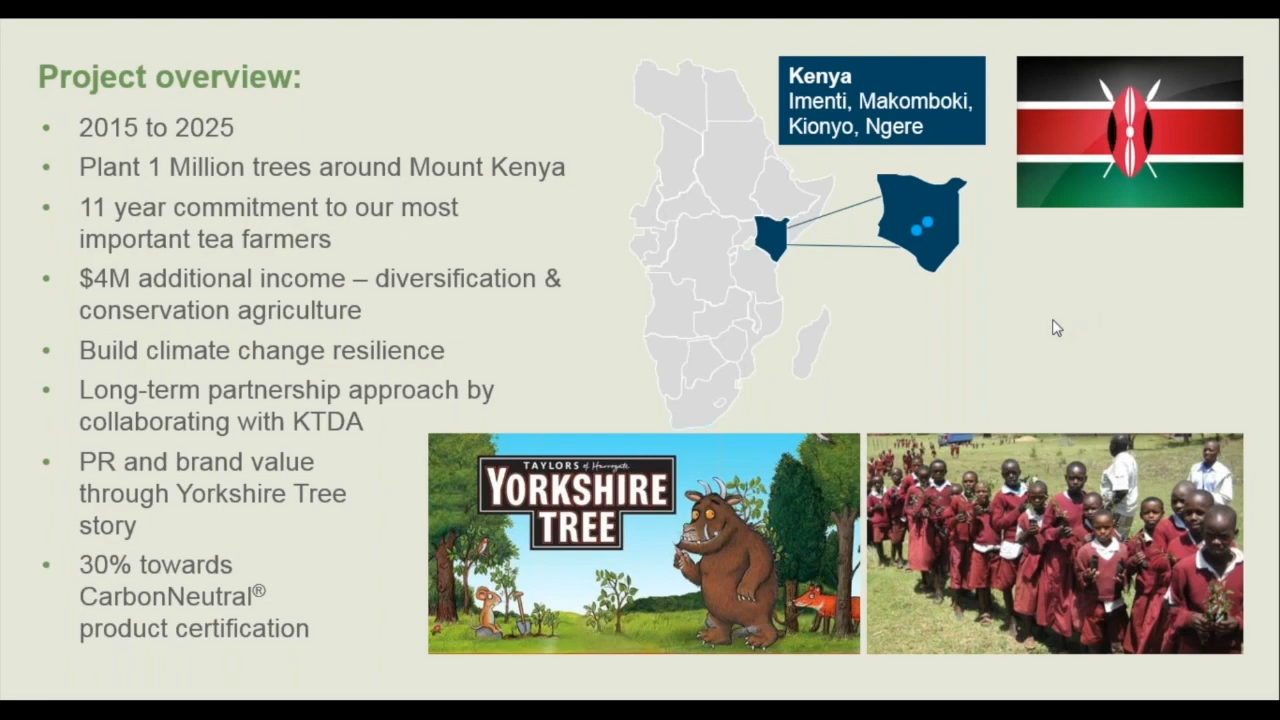 Project overview:
• 2015 to 2025
• Plant 1 Million trees around Mount Kenya
• 11 year commitment to our most
important tea farmers
• $4M additional income – diversification &
conservation agriculture
• Build climate change resilience
• Long-term partnership approach by
collaborating with KTDA
• PR and brand value
through Yorkshire Tree
story
• 30% towards
CarbonNeutral®
product certification
Kenya
Imenti, Makomboki,
Kionyo, Ngere
TAYLORS of Harrogate
YORKSHIRE
TREE